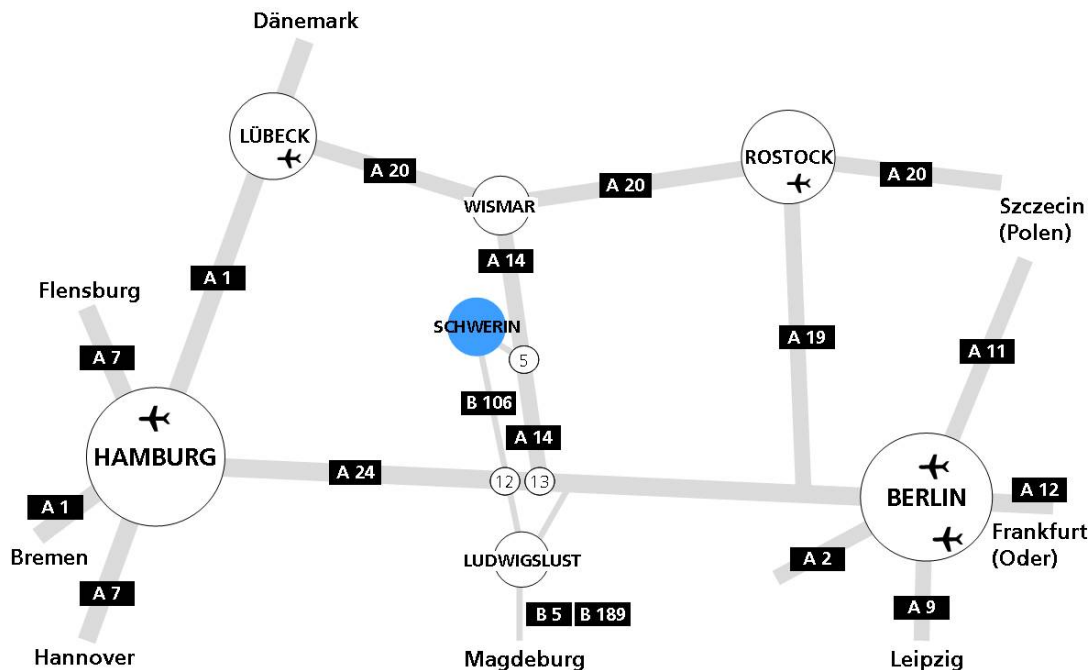 Dänemark
LÜBECK
ROSTOCK
A 20
A 20
A 20
WISMAR
Szczecin
(Polen)
A 14
A 1
Flensburg
SCHWERIN
A 19
A 11
A 7
5
B 106
A 14
HAMBURG
A 24
12
13
BERLIN
A 12
A 1
Frankfurt
(Oder)
Bremen
LUDWIGSLUST
A 2
A 7
B 5
B 189
A 9
Hannover
Magdeburg
Leipzig